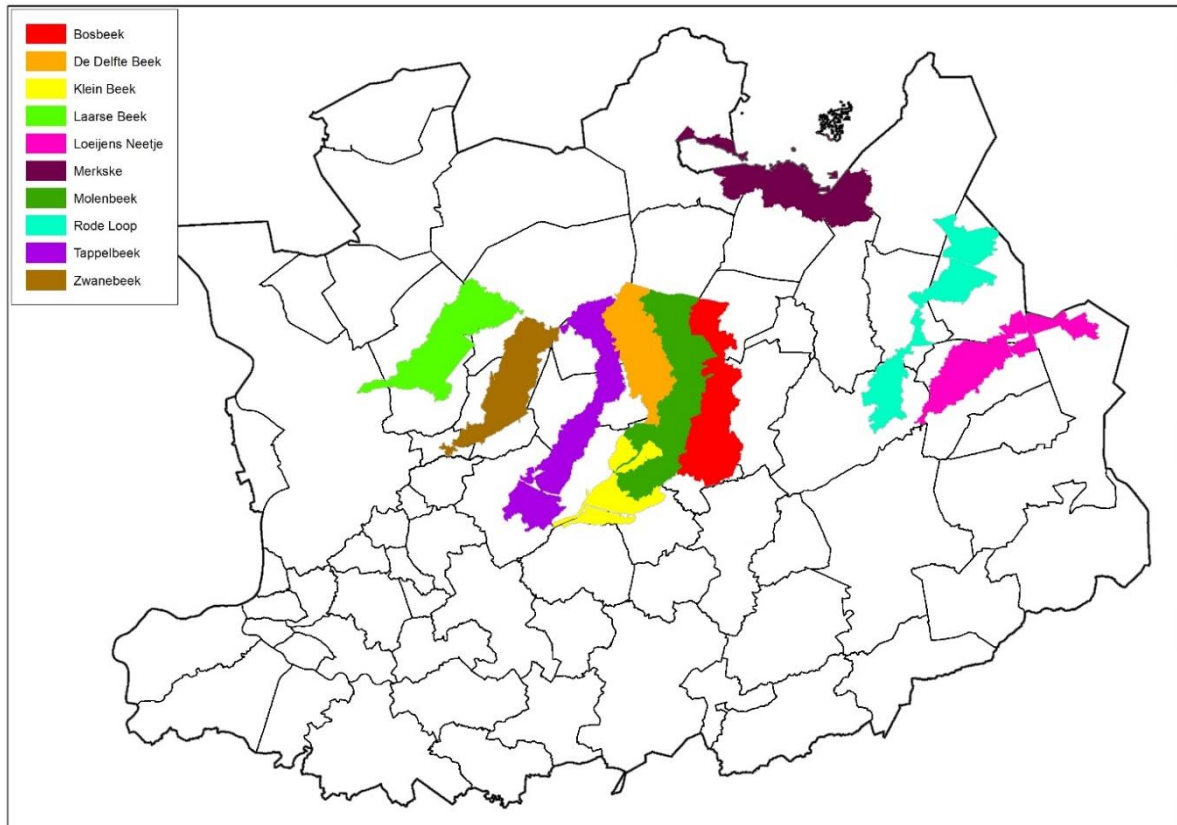 Bosbeek
De Delfte Beek
Klein Beek
Laarse Beek
Loeijens Neetje
Merkske
Molenbeek
Rode Loop
Tappelbeek
Zwanebeek